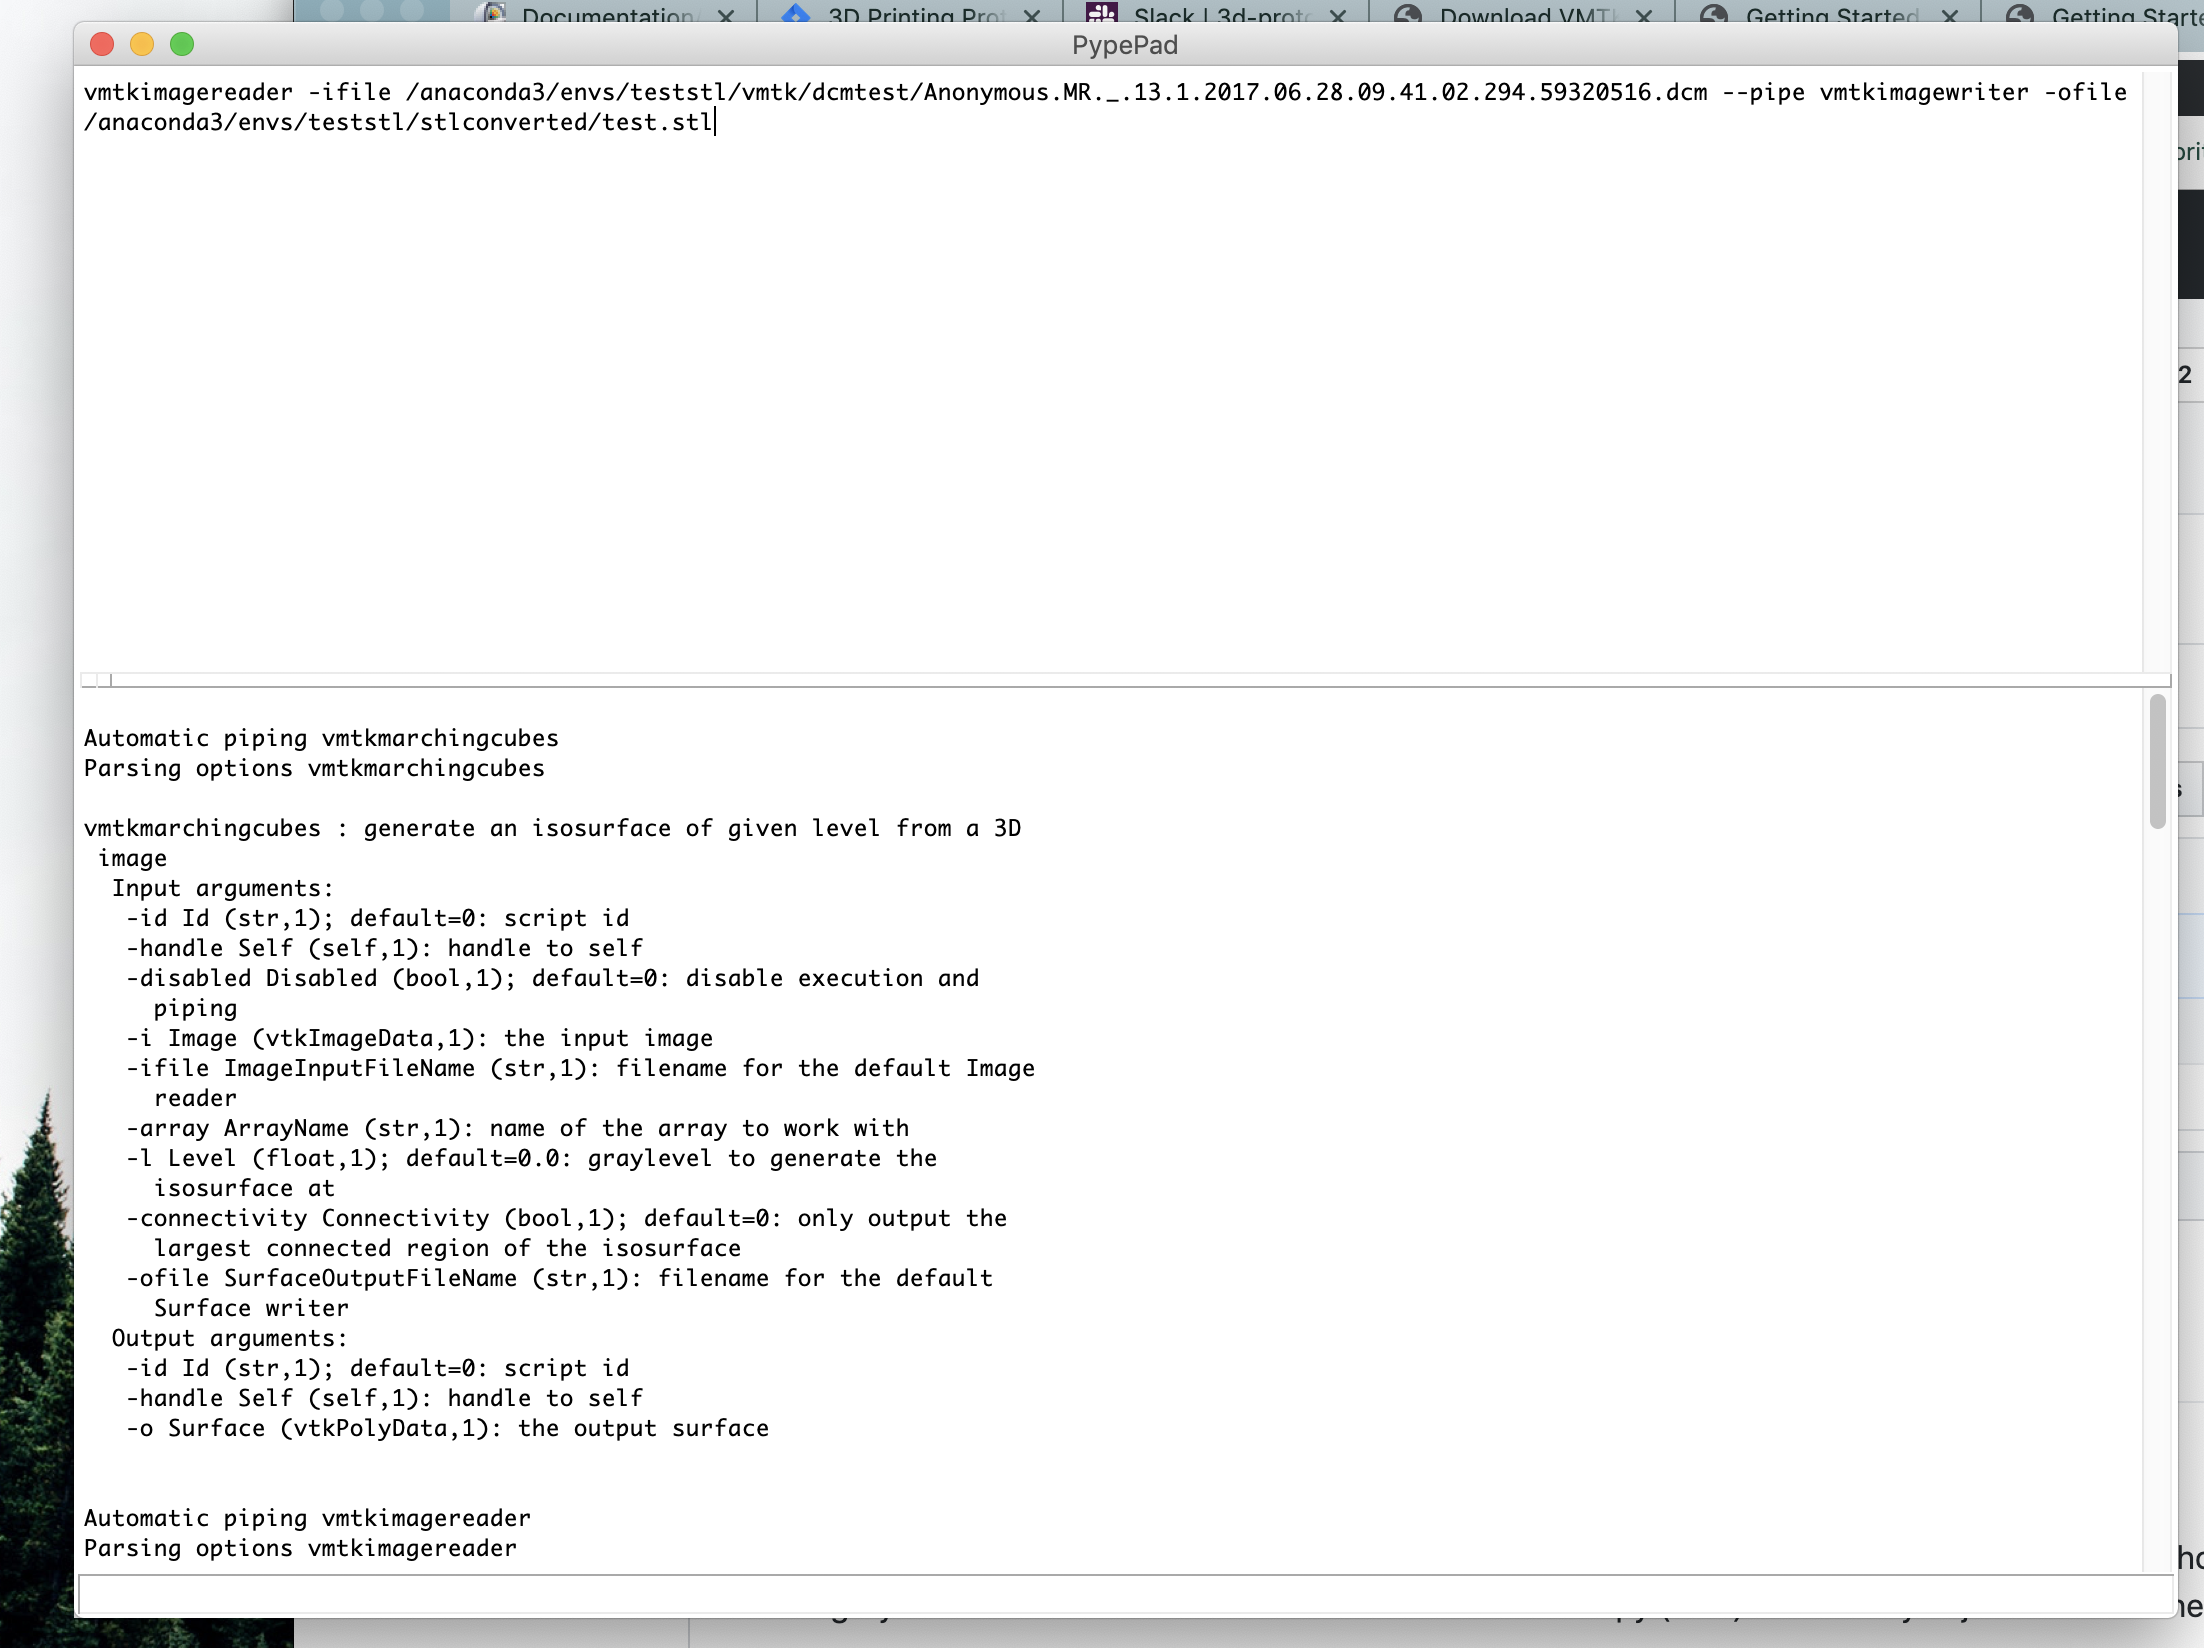 Documentation
3D Printing Pro
Slack | 3d-prot
Download VMT
Getting Started
Getting Start
PypePad
vmtkimagereader -ifile /anaconda3/envs/teststl/vmtk/dcmtest/Anonymous.MR._.13.1.2017.06.28.09.41.02.294.59320516.dcm --pipe vmtkimagewriter -ofile
/anaconda3/envs/teststl/stlconverted/test.stl
2
Automatic piping vmtkmarchingcubes
Parsing options vmtkmarchingcubes
vmtkmarchingcubes : generate an isosurface of given level from a 3D
image
Input arguments:
-id Id (str,1); default=0: script id
-handle Self (self,1): handle to self
-disabled Disabled (bool,1); default=0: disable execution and
piping
-i Image (vtkImageData,1): the input image
-ifile ImageInputFileName (str,1): filename for the default Image
reader
-array ArrayName (str,1): name of the array to work with
-l Level (float,1); default=0.0: graylevel to generate the
isosurface at
-connectivity Connectivity (bool,1); default=0: only output the
largest connected region of the isosurface
-ofile SurfaceOutputFileName (str,1): filename for the default
Surface writer
Output arguments:
-id Id (str,1); default=0: script id
-handle Self (self,1): handle to self
-o Surface (vtkPolyData,1): the output surface
Automatic piping vmtkimagereader
Parsing options vmtkimagereader